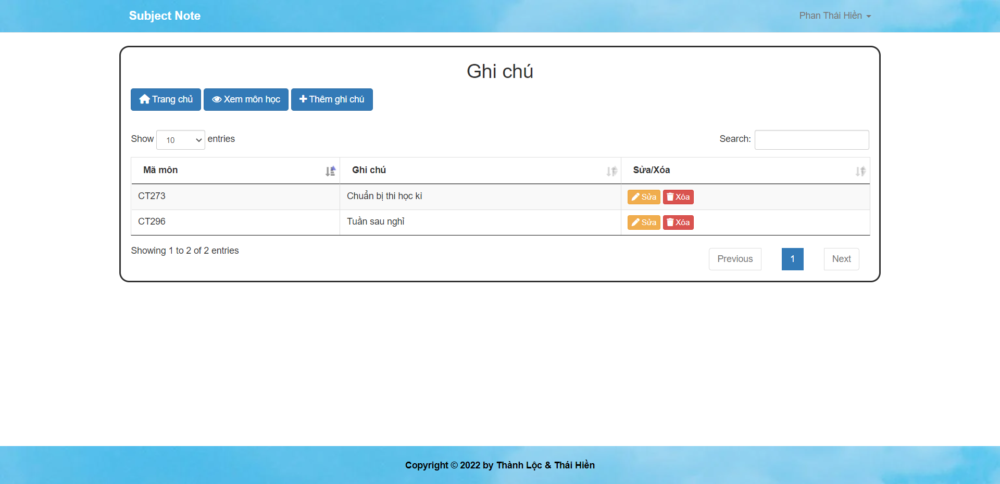 Subject Note
Phan Thái Hiền
Ghi chú
Trang chủ Xem môn học Thêm ghi chú
Show 10 entries Search:
Mã môn Ghi chú Sửa/Xóa
CT273 Chuẩn bị thi học kì Sửa Xóa
CT296 Tuần sau nghỉ Sửa Xóa
Showing 1 to 2 of 2 entries
Previous 1 Next
Copyright © 2022 by Thành Lộc & Thái Hiền